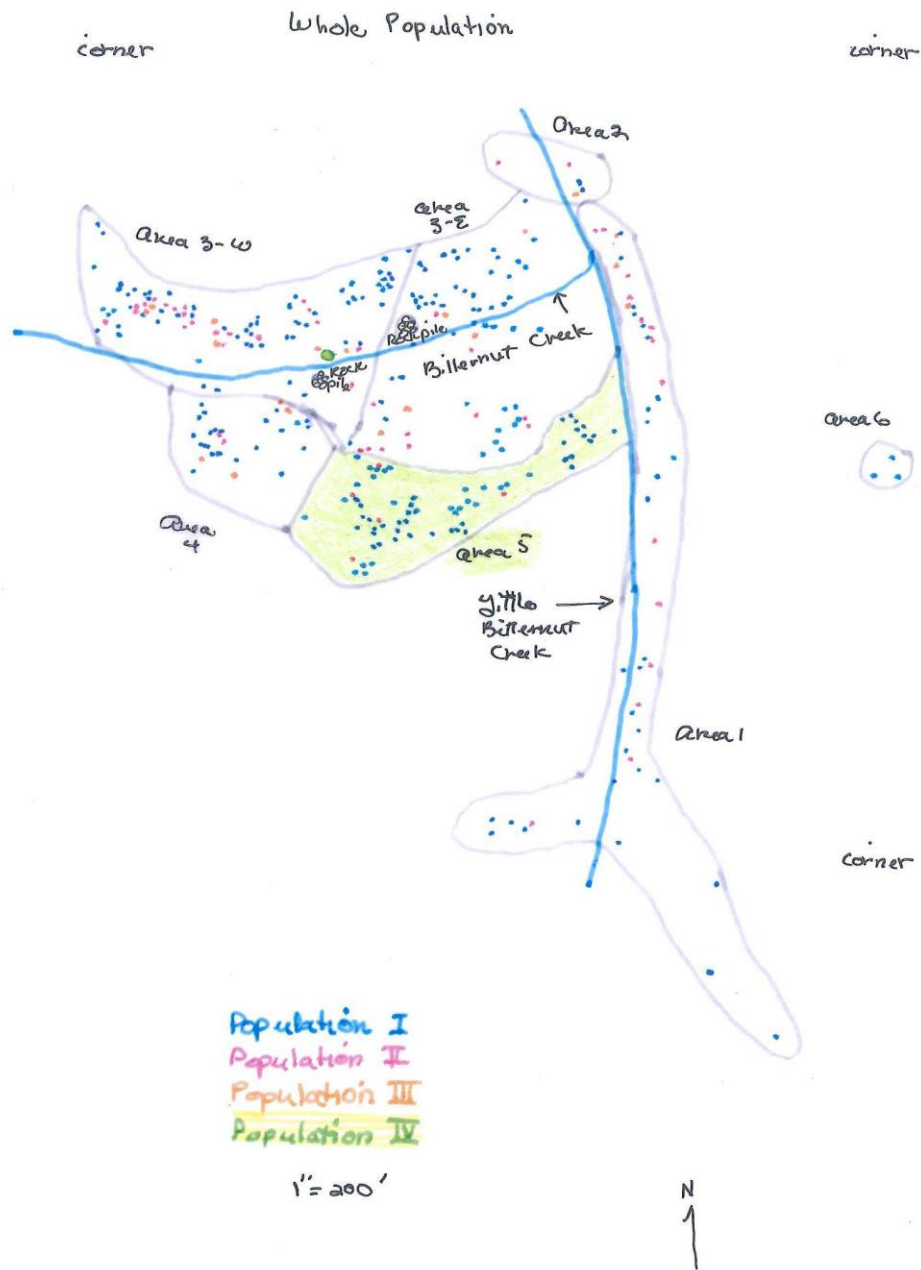 Whole Population
corner
corner
Area 2
area
3-E
Area 3-W
Rockpile
Rock
pile
Bitternut Creek
area 6
Area
4
area 5
Little
Bitternut
Creek
Area 1
corner
Population I
Population II
Population III
Population IV
1"= 200'
N